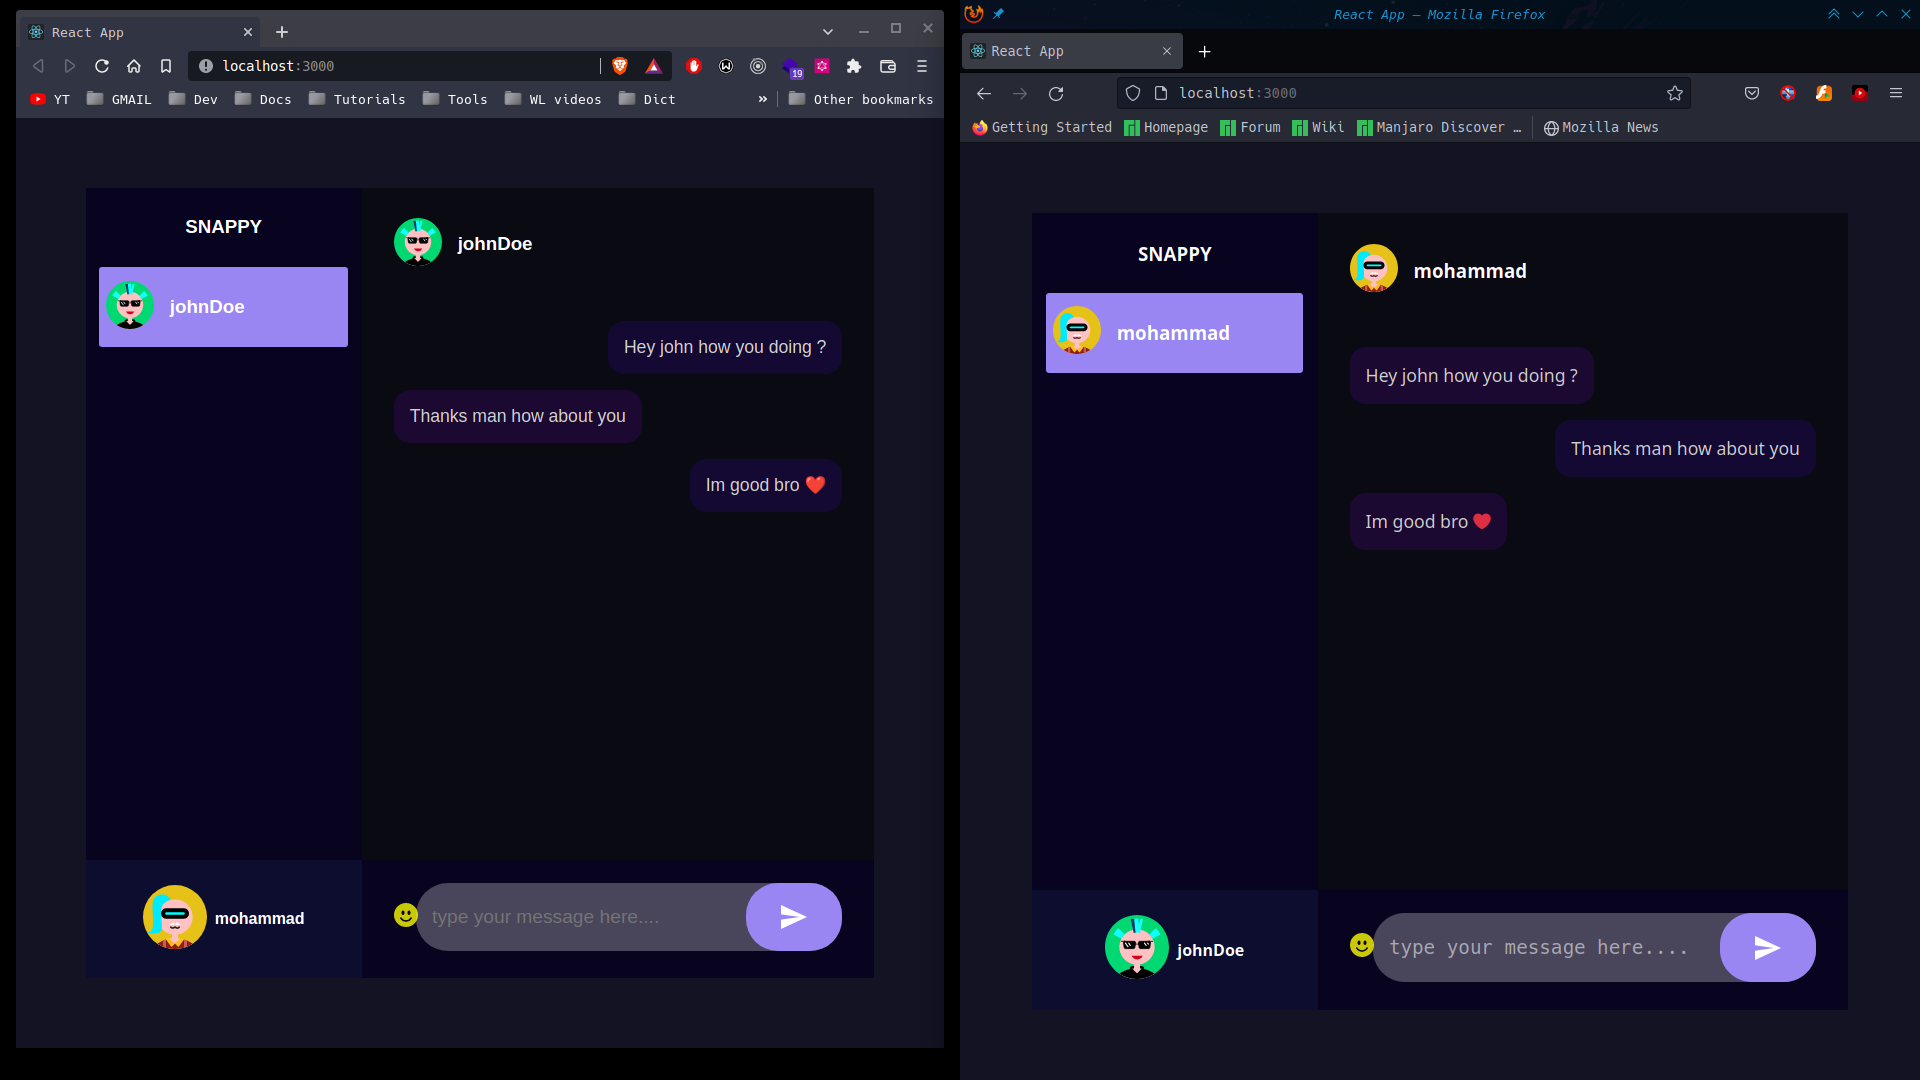 React App
localhost:3000
19
YT GMAIL Dev Docs Tutorials Tools WL videos Dict » Other bookmarks
SNAPPY
johnDoe
johnDoe
Hey john how you doing ?
Thanks man how about you
Im good bro ❤️
mohammad
type your message here....
React App — Mozilla Firefox
React App
localhost:3000
Getting Started Homepage Forum Wiki Manjaro Discover … Mozilla News
SNAPPY
mohammad
mohammad
Hey john how you doing ?
Thanks man how about you
Im good bro ❤️
johnDoe
type your message here....